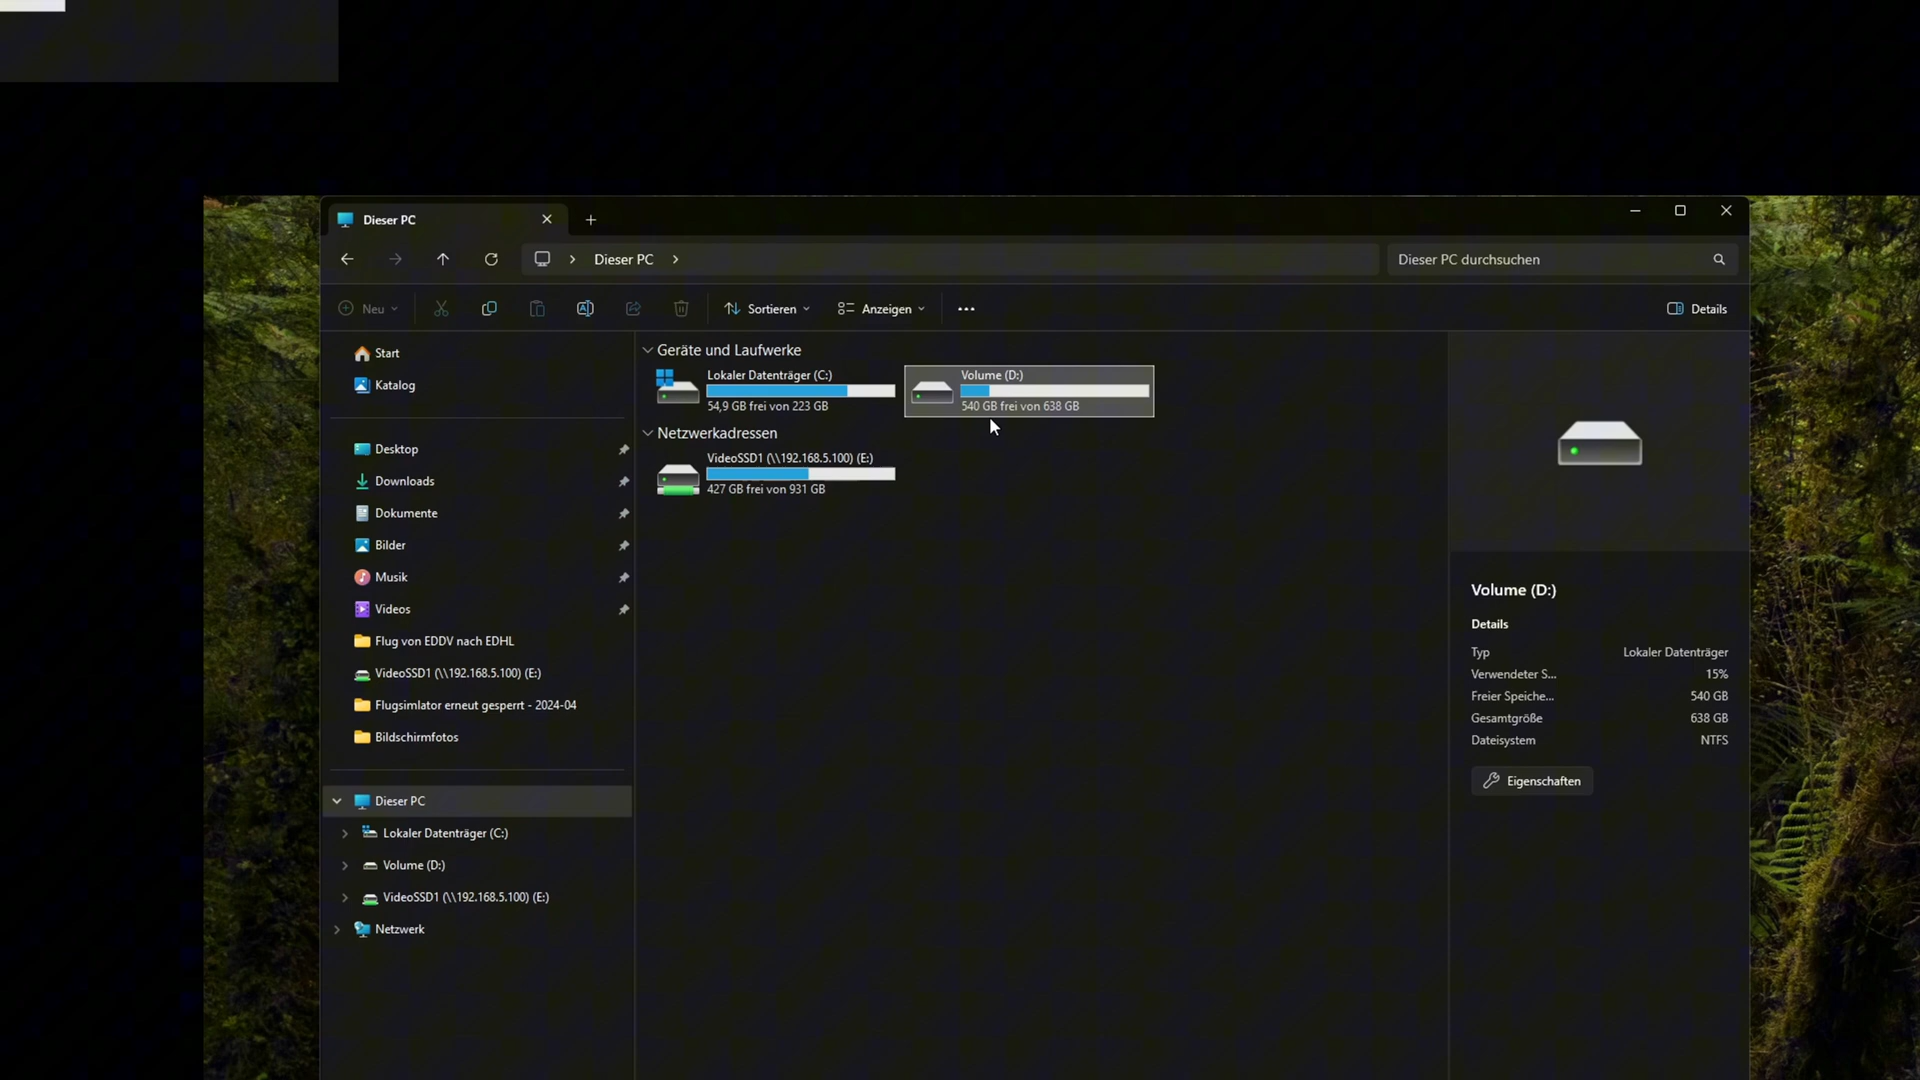 Dieser PC
Dieser PC
Dieser PC durchsuchen
Neu
Sortieren
Anzeigen
Details
Start
Katalog
Desktop
Downloads
Dokumente
Bilder
Musik
Videos
Flug von EDDV nach EDHL
VideoSSD1 (\\192.168.5.100) (E:)
Flugsimlator erneut gesperrt - 2024-04
Bildschirmfotos
Dieser PC
Lokaler Datenträger (C:)
Volume (D:)
VideoSSD1 (\\192.168.5.100) (E:)
Netzwerk
Geräte und Laufwerke
Lokaler Datenträger (C:)
54,9 GB frei von 223 GB
Volume (D:)
540 GB frei von 638 GB
Netzwerkadressen
VideoSSD1 (\\192.168.5.100) (E:)
427 GB frei von 931 GB
Volume (D:)
Details
Typ Lokaler Datenträger
Verwendeter S... 15%
Freier Speiche... 540 GB
Gesamtgröße 638 GB
Dateisystem NTFS
Eigenschaften